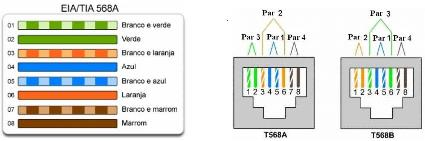 EIA/TIA 568A
01 Branco e verde
02 Verde
03 Branco e laranja
04 Azul
05 Branco e azul
06 Laranja
07 Branco e marrom
08 Marrom
Par 2
Par 3 Par 1 Par 4
1 2 3 4 5 6 7 8
T568A
Par 3
Par 2 Par 1 Par 4
1 2 3 4 5 6 7 8
T568B